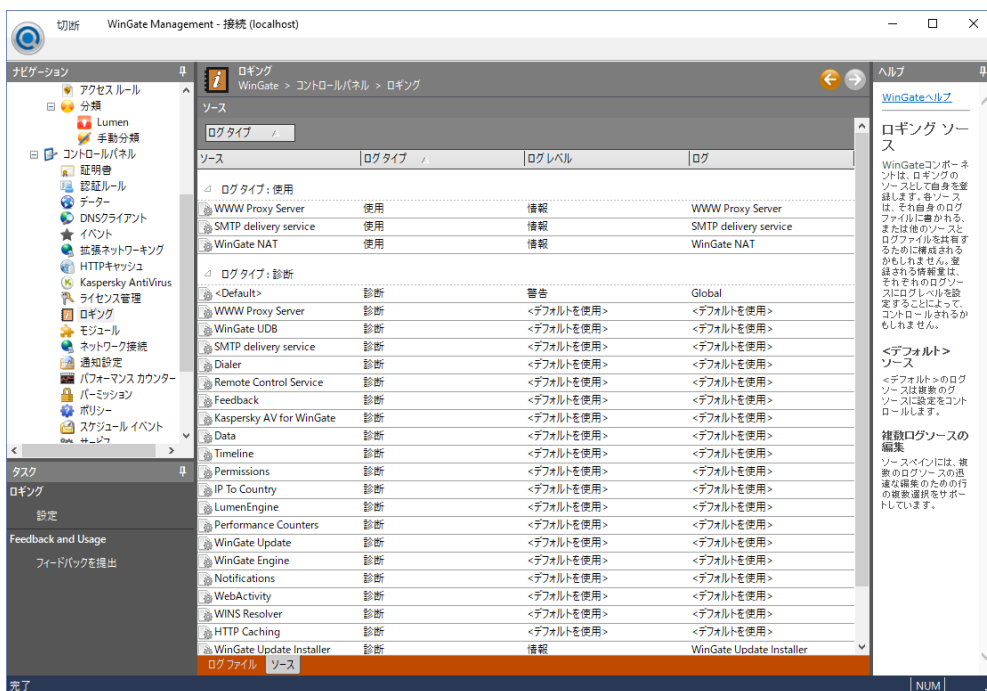 切断 WinGate Management - 接続 (localhost)
ナビゲーション
アクセス ルール
分類
Lumen
手動分類
コントロールパネル
証明書
認証ルール
データー
DNSクライアント
イベント
拡張ネットワーキング
HTTPキャッシュ
Kaspersky AntiVirus
ライセンス管理
ロギング
モジュール
ネットワーク接続
通知設定
パフォーマンス カウンター
パーミッション
ポリシー
スケジュール イベント
サービス
タスク
ロギング
設定
Feedback and Usage
フィードバックを提出
ロギング
WinGate > コントロールパネル > ロギング
ソース
ログ タイプ
ソース ログ タイプ ログ レベル ログ
ログ タイプ : 使用
WWW Proxy Server 使用 情報 WWW Proxy Server
SMTP delivery service 使用 情報 SMTP delivery service
WinGate NAT 使用 情報 WinGate NAT
ログ タイプ : 診断
<Default> 診断 警告 Global
WWW Proxy Server 診断 <デフォルトを使用> <デフォルトを使用>
WinGate UDB 診断 <デフォルトを使用> <デフォルトを使用>
SMTP delivery service 診断 <デフォルトを使用> <デフォルトを使用>
Dialer 診断 <デフォルトを使用> <デフォルトを使用>
Remote Control Service 診断 <デフォルトを使用> <デフォルトを使用>
Feedback 診断 <デフォルトを使用> <デフォルトを使用>
Kaspersky AV for WinGate 診断 <デフォルトを使用> <デフォルトを使用>
Data 診断 <デフォルトを使用> <デフォルトを使用>
Timeline 診断 <デフォルトを使用> <デフォルトを使用>
Permissions 診断 <デフォルトを使用> <デフォルトを使用>
IP To Country 診断 <デフォルトを使用> <デフォルトを使用>
LumenEngine 診断 <デフォルトを使用> <デフォルトを使用>
Performance Counters 診断 <デフォルトを使用> <デフォルトを使用>
WinGate Update 診断 <デフォルトを使用> <デフォルトを使用>
WinGate Engine 診断 <デフォルトを使用> <デフォルトを使用>
Notifications 診断 <デフォルトを使用> <デフォルトを使用>
WebActivity 診断 <デフォルトを使用> <デフォルトを使用>
WINS Resolver 診断 <デフォルトを使用> <デフォルトを使用>
HTTP Caching 診断 <デフォルトを使用> <デフォルトを使用>
WinGate Update Installer 診断 情報 WinGate Update Installer
ログ ファイル ソース
ヘルプ
WinGateヘルプ
ロギング ソー
ス
WinGateコンポーネ
ントは、ロギングの
ソースとして自身を登
録します。各ソース
は、それ自身のログ
ファイルに書かれる、
または他のソースと
ログファイルを共有す
るために構成される
かもしれません。登
録される情報量は、
それぞれのログソー
スにログレベルを設
定することによって、
コントロールされるか
もしれません。
<デフォルト>
ソース
<デフォルト>のログ
ソースは複数のグ
ソースに設定をコント
ロールします。
複数ログソースの
編集
ソースペインには、複
数のログソースの迅
速な編集のための行
の複数選択をサポー
トしています。
完了 NUM